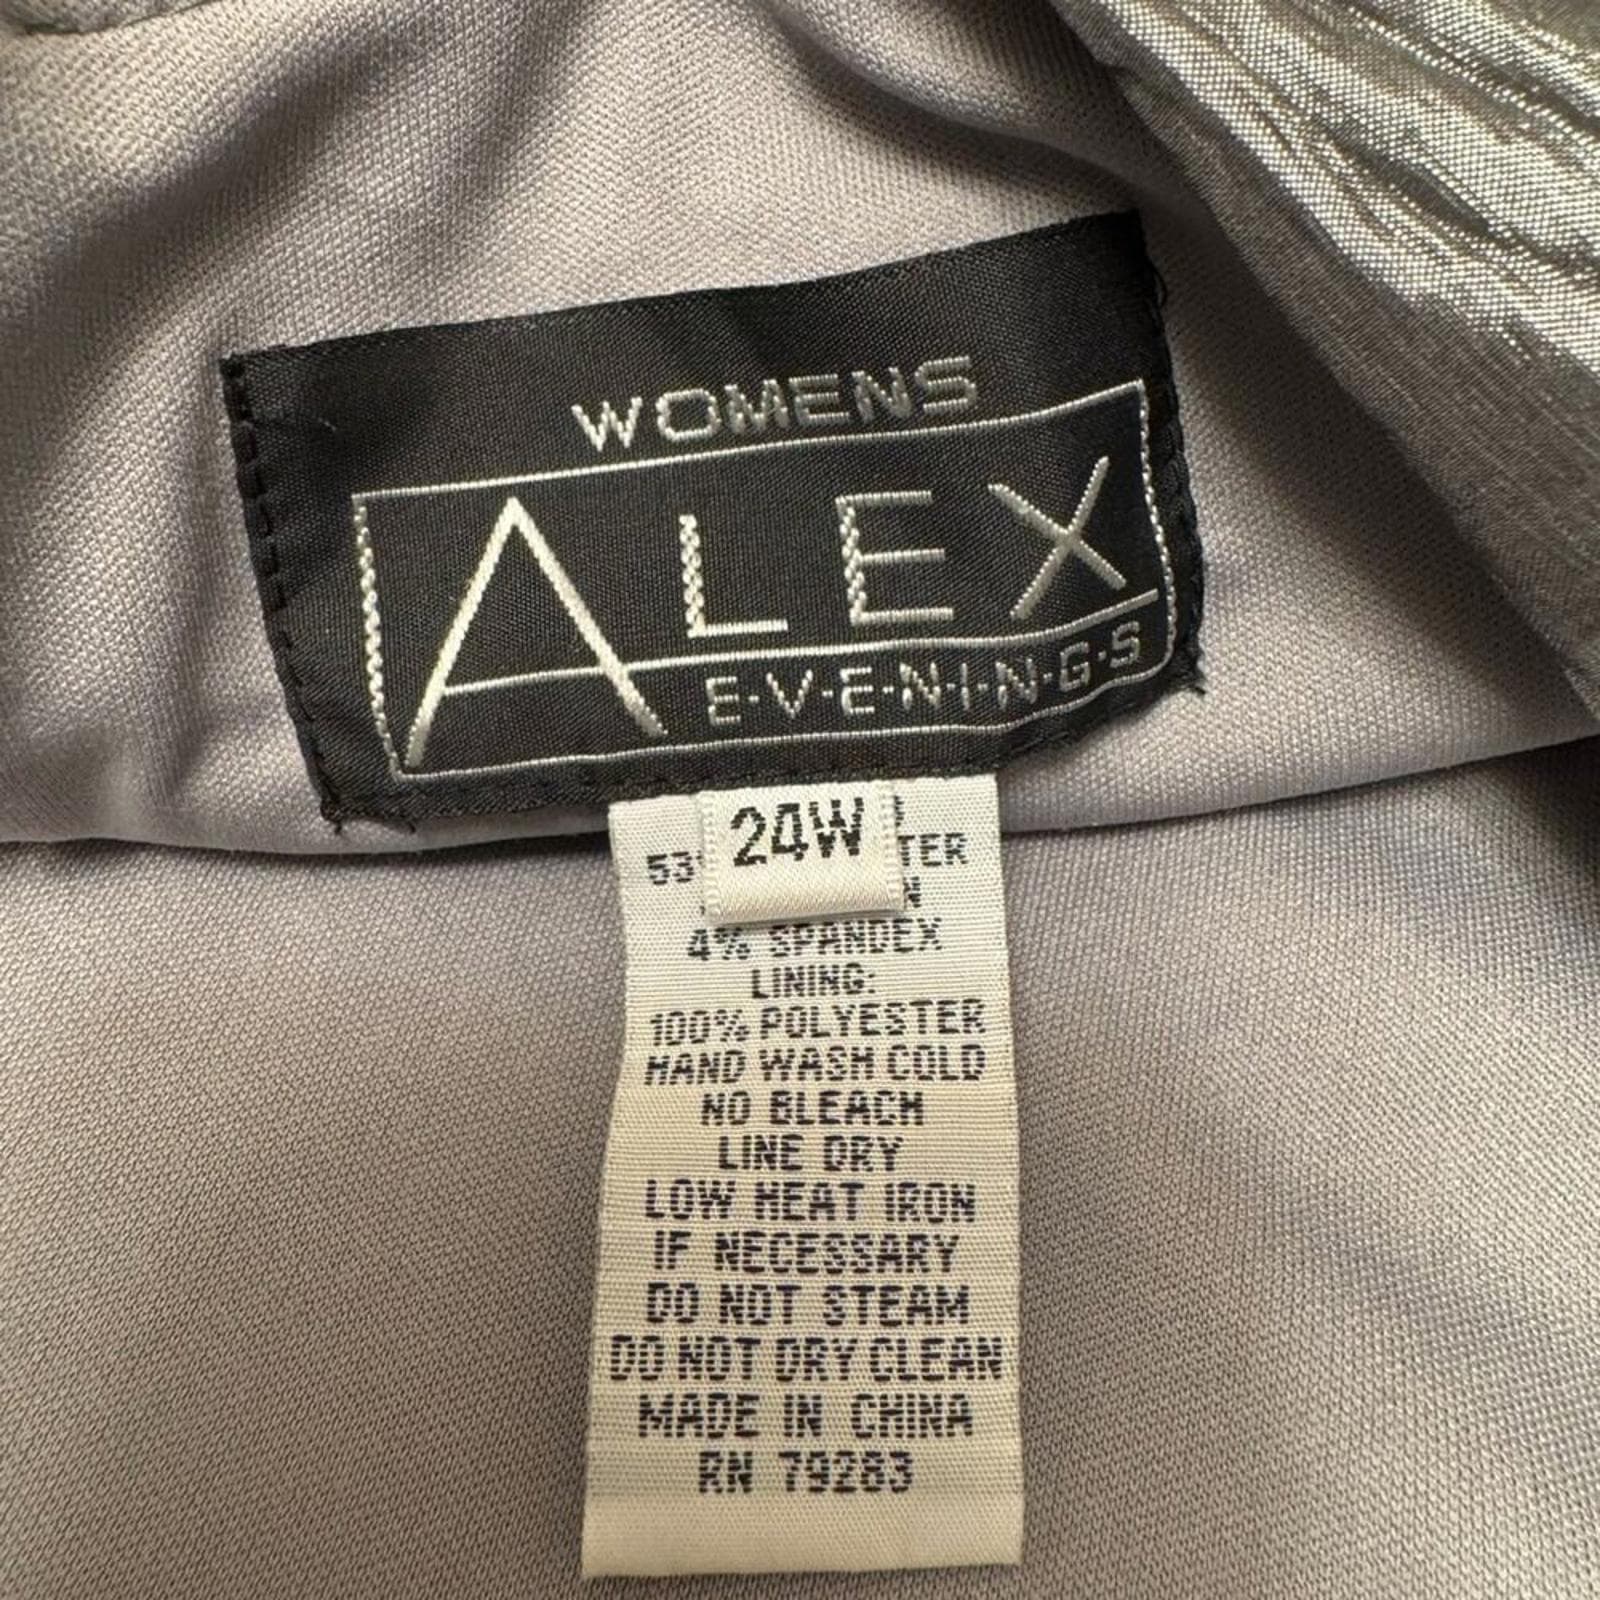 WOMENS
ALEX
E·V·E·N·I·N·G·S
24W
53
4% SPANDEX
LINING:
100% POLYESTER
HAND WASH COLD
NO BLEACH
LINE DRY
LOW HEAT IRON
IF NECESSARY
DO NOT STEAM
DO NOT DRY CLEAN
MADE IN CHINA
RN 79283